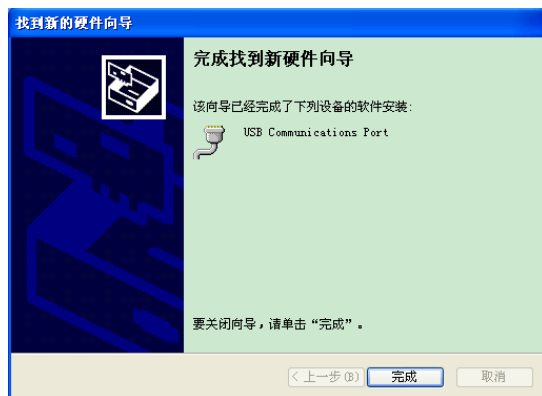 找到新的硬件向导
完成找到新硬件向导
该向导已经完成了下列设备的软件安装:
USB Communications Port
要关闭向导，请单击“完成”。
< 上一步(B)
完成
取消